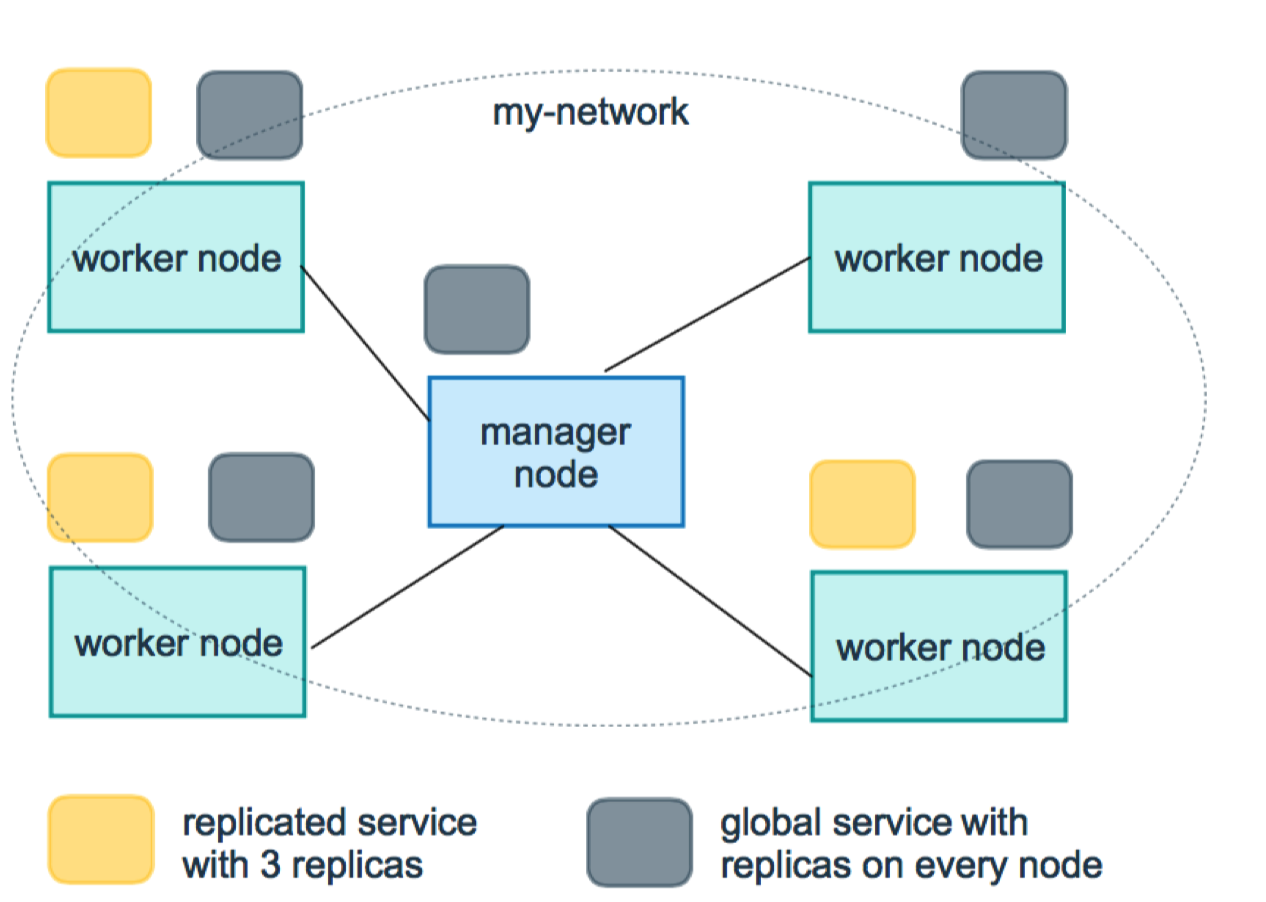 my-network
worker node
worker node
manager
node
worker node
worker node
replicated service
with 3 replicas
global service with
replicas on every node